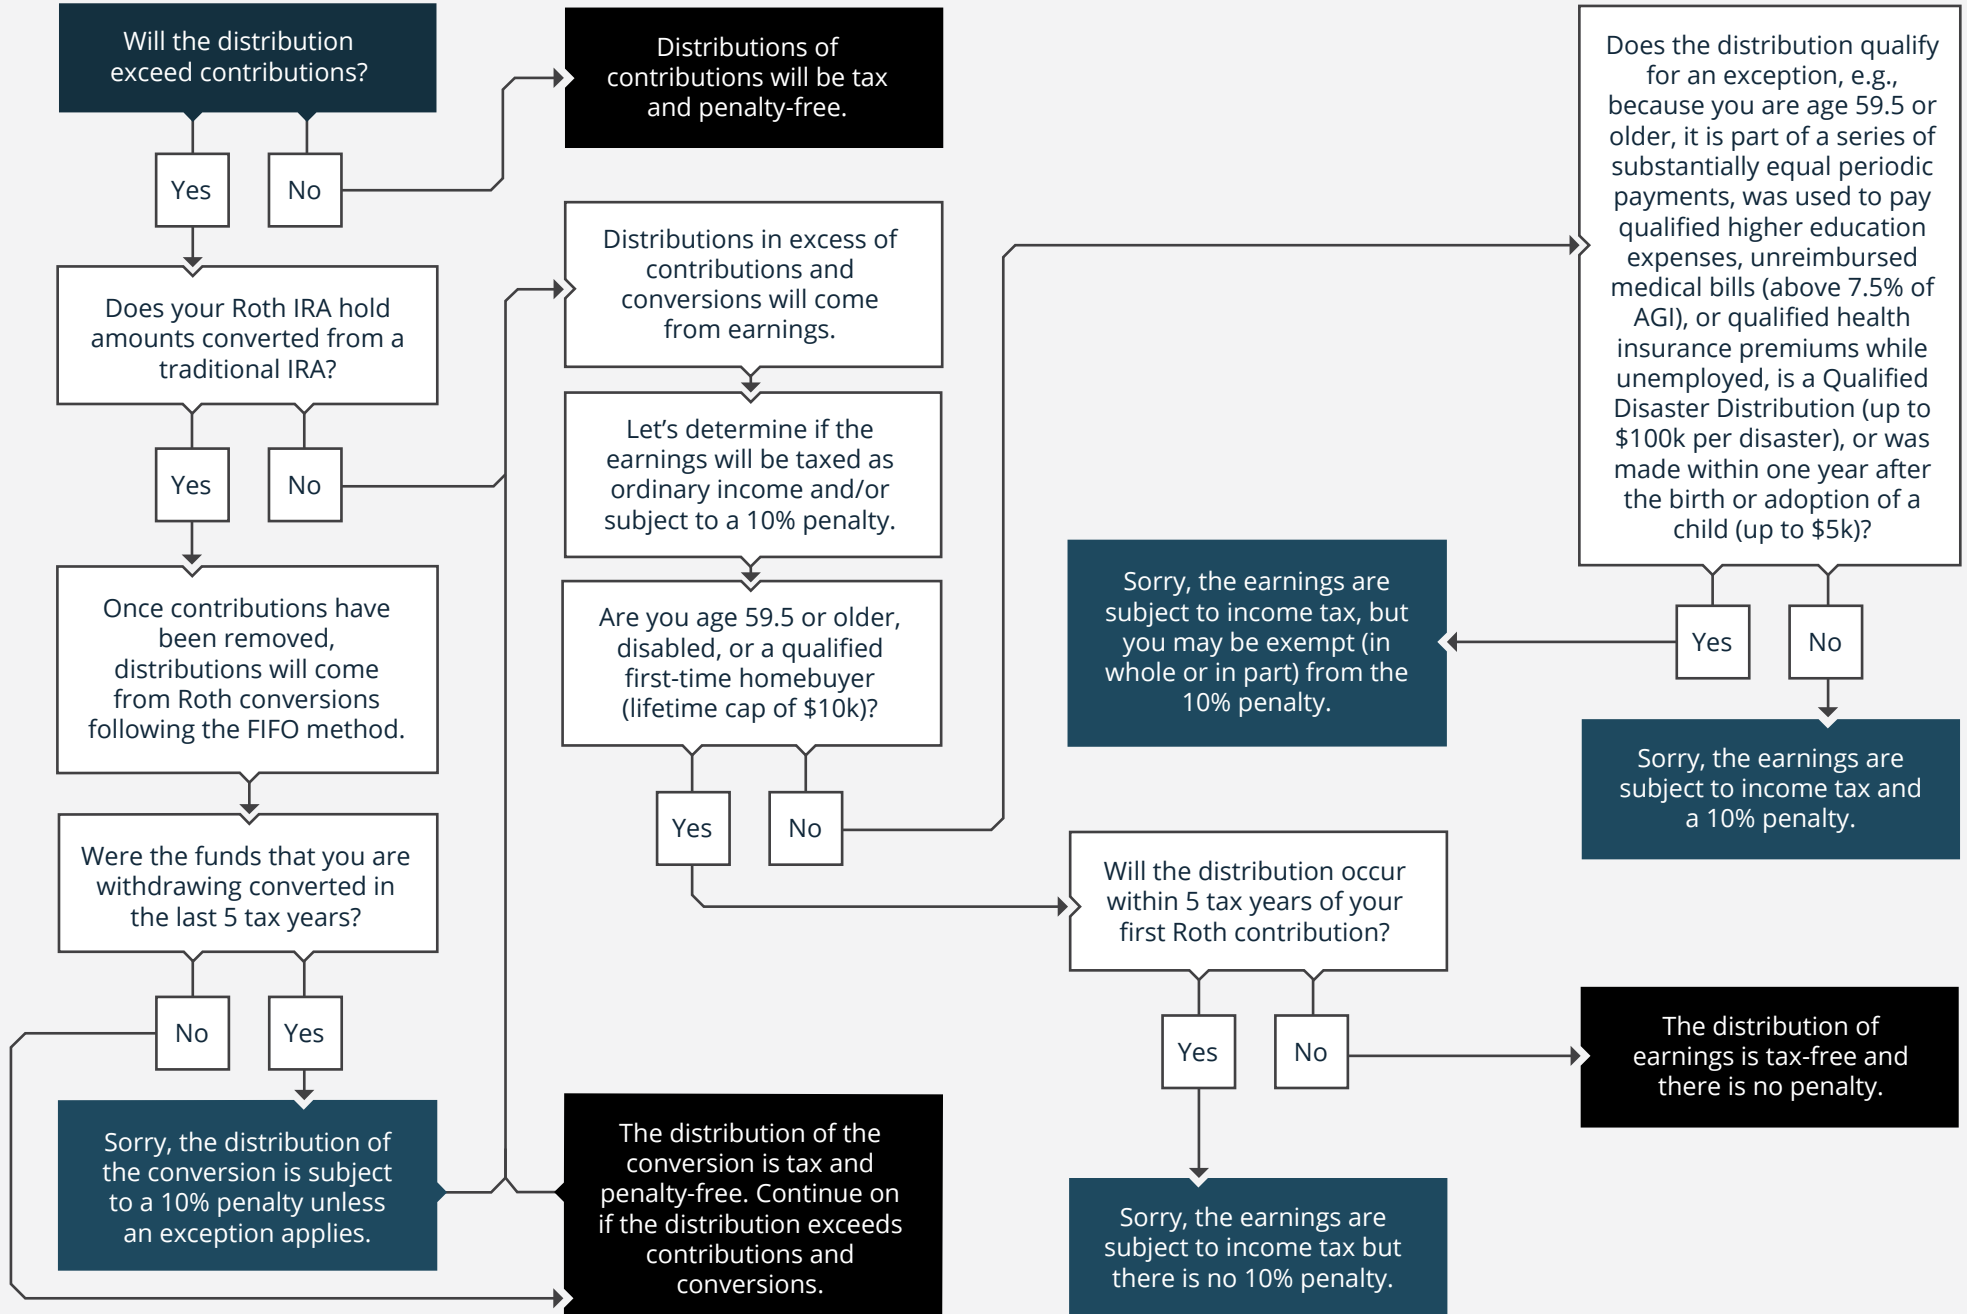 Will the distribution
exceed contributions?
Yes
No
Distributions of
contributions will be tax
and penalty-free.
Does your Roth IRA hold
amounts converted from a
traditional IRA?
Yes
No
Once contributions have
been removed,
distributions will come
from Roth conversions
following the FIFO method.
Were the funds that you are
withdrawing converted in
the last 5 tax years?
No
Yes
Sorry, the distribution of
the conversion is subject
to a 10% penalty unless
an exception applies.
The distribution of the
conversion is tax and
penalty-free. Continue on
if the distribution exceeds
contributions and
conversions.
Distributions in excess of
contributions and
conversions will come
from earnings.
Let’s determine if the
earnings will be taxed as
ordinary income and/or
subject to a 10% penalty.
Are you age 59.5 or older,
disabled, or a qualified
first-time homebuyer
(lifetime cap of $10k)?
Yes
No
Will the distribution occur
within 5 tax years of your
first Roth contribution?
Yes
No
Sorry, the earnings are
subject to income tax but
there is no 10% penalty.
The distribution of
earnings is tax-free and
there is no penalty.
Does the distribution qualify
for an exception, e.g.,
because you are age 59.5 or
older, it is part of a series of
substantially equal periodic
payments, was used to pay
qualified higher education
expenses, unreimbursed
medical bills (above 7.5% of
AGI), or qualified health
insurance premiums while
unemployed, is a Qualified
Disaster Distribution (up to
$100k per disaster), or was
made within one year after
the birth or adoption of a
child (up to $5k)?
Yes
No
Sorry, the earnings are
subject to income tax, but
you may be exempt (in
whole or in part) from the
10% penalty.
Sorry, the earnings are
subject to income tax and
a 10% penalty.